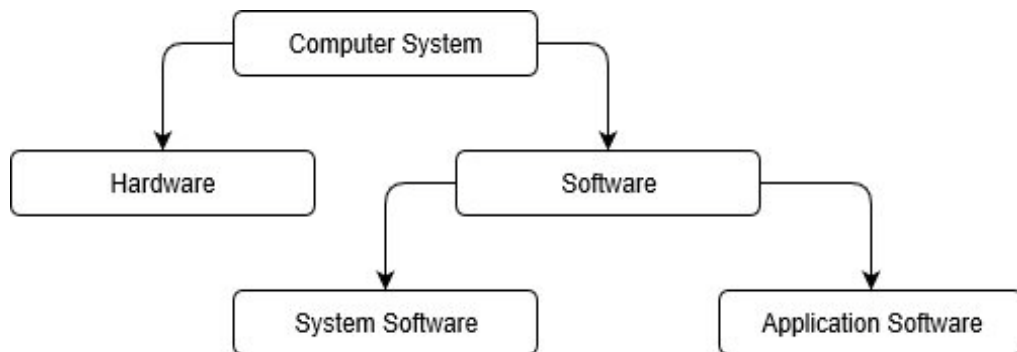 Computer System
Hardware
Software
System Software
Application Software